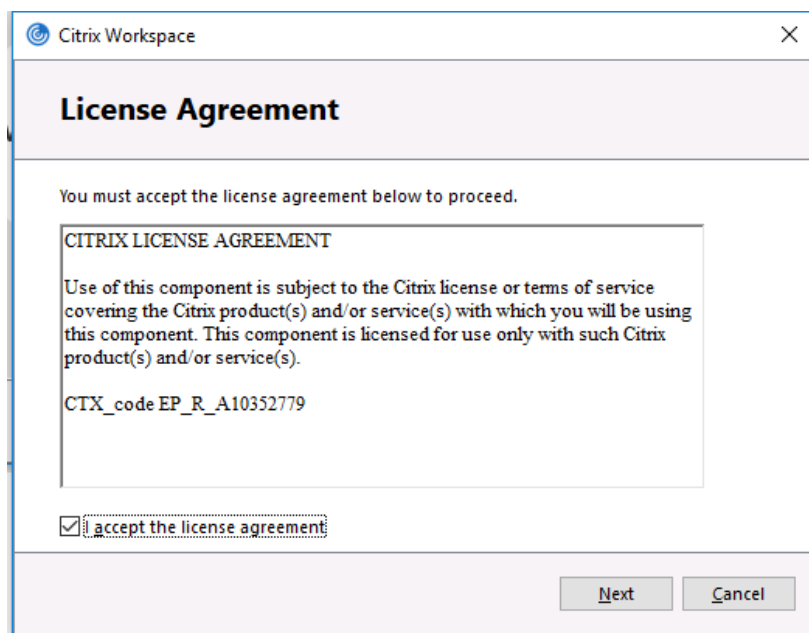 Citrix Workspace
License Agreement
You must accept the license agreement below to proceed.
CITRIX LICENSE AGREEMENT
Use of this component is subject to the Citrix license or terms of service
covering the Citrix product(s) and/or service(s) with which you will be using
this component. This component is licensed for use only with such Citrix
product(s) and/or service(s).
CTX_code EP_R_A10352779
I accept the license agreement
Next
Cancel